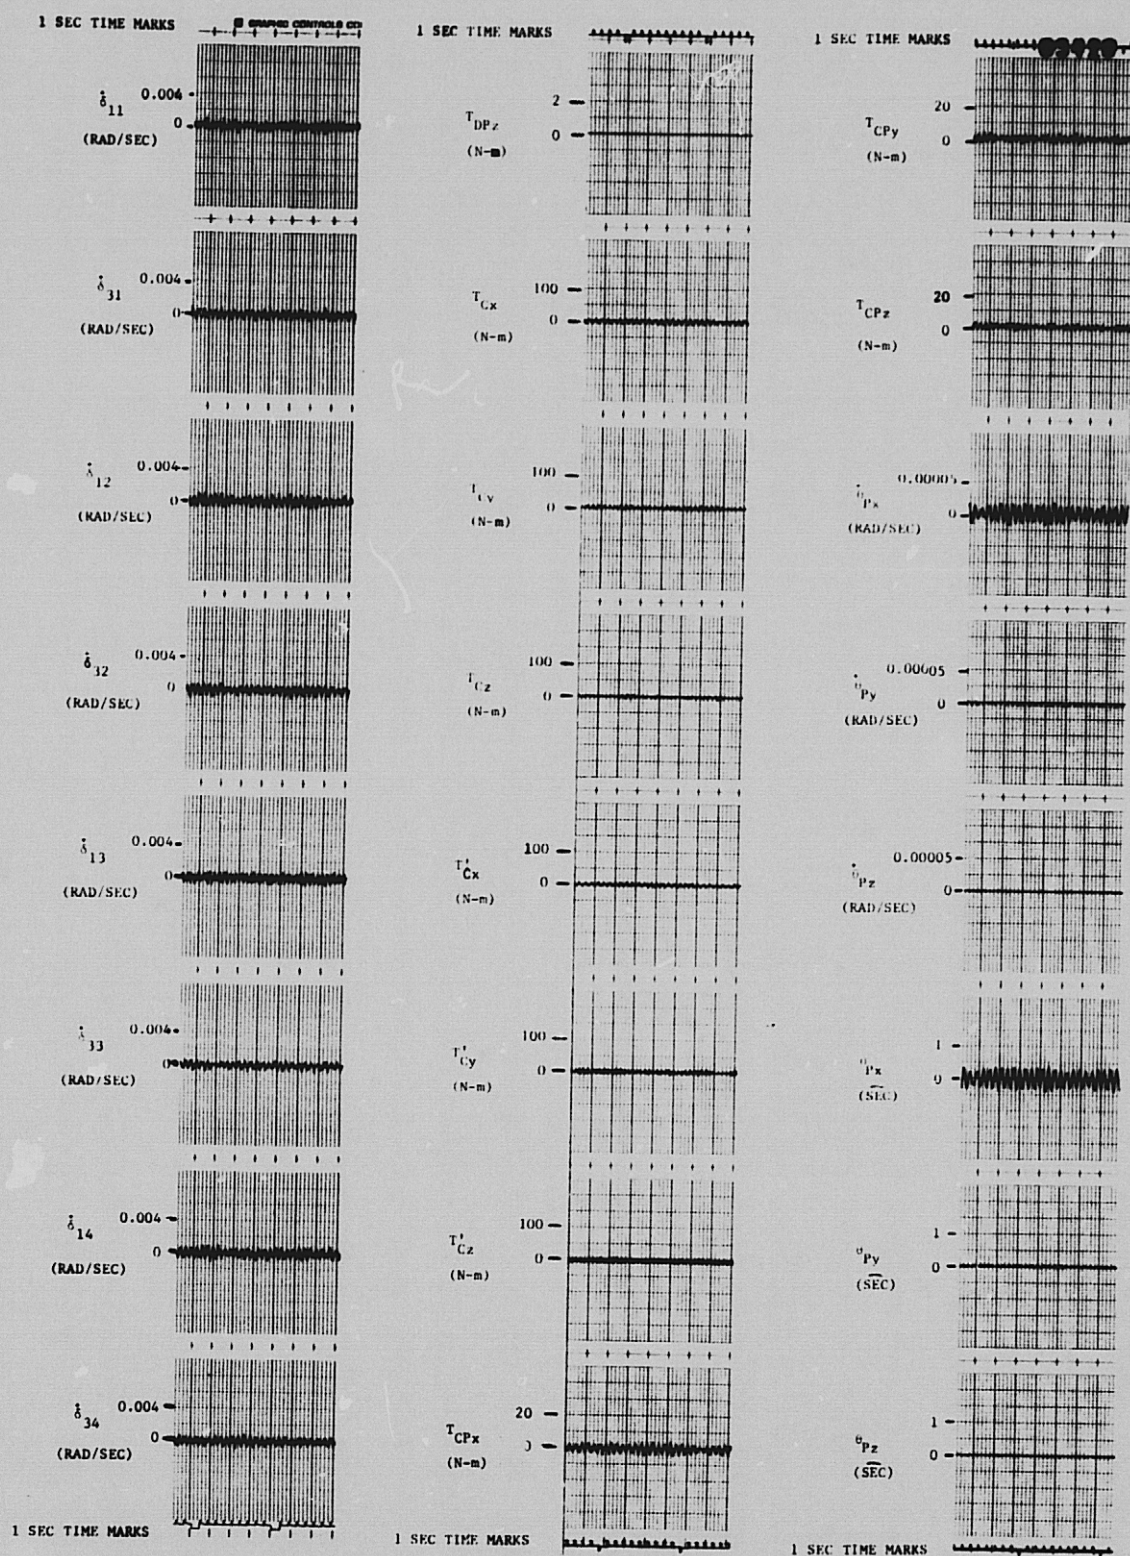 1 SEC TIME MARKS
GRAPHIC CONTROLS CO
δ̇11 0.004
0
(RAD/SEC)
δ̇31 0.004
0
(RAD/SEC)
δ̇12 0.004
0
(RAD/SEC)
δ̇32 0.004
0
(RAD/SEC)
δ̇13 0.004
0
(RAD/SEC)
δ̇33 0.004
0
(RAD/SEC)
δ̇14 0.004
0
(RAD/SEC)
δ̇34 0.004
0
(RAD/SEC)
1 SEC TIME MARKS
1 SEC TIME MARKS
2
TDPz
0
(N-m)
TCx 100
0
(N-m)
100
TCy
0
(N-m)
100
TCz
0
(N-m)
100
T'Cx
0
(N-m)
100
T'Cy
0
(N-m)
100
T'Cz
0
(N-m)
20
TCPx
(N-m)
1 SEC TIME MARKS
1 SEC TIME MARKS
20
TCPy
0
(N-m)
20
TCPz
0
(N-m)
0.00005
θ̇Px
0
(RAD/SEC)
0.00005
θ̇Py
0
(RAD/SEC)
0.00005
θ̇Pz
0
(RAD/SEC)
1
θPx
0
(SEC)
1
θPy
0
(SEC)
1
θPz
0
(SEC)
1 SEC TIME MARKS